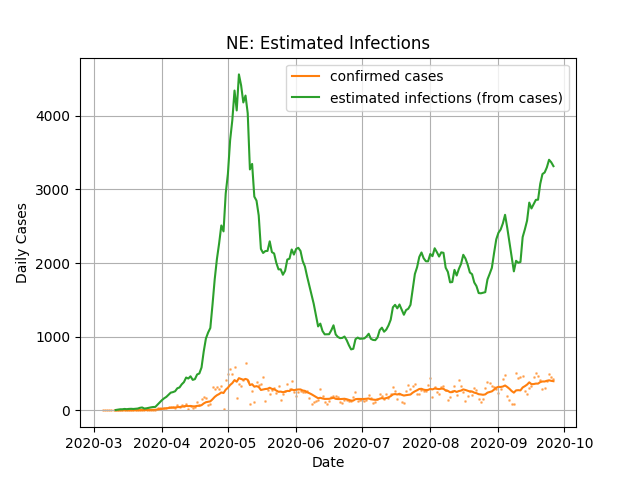 NE: Estimated Infections
confirmed cases
estimated infections (from cases)
4000
3000
2000
1000
0
Daily Cases
2020-03 2020-04 2020-05 2020-06 2020-07 2020-08 2020-09 2020-10
Date